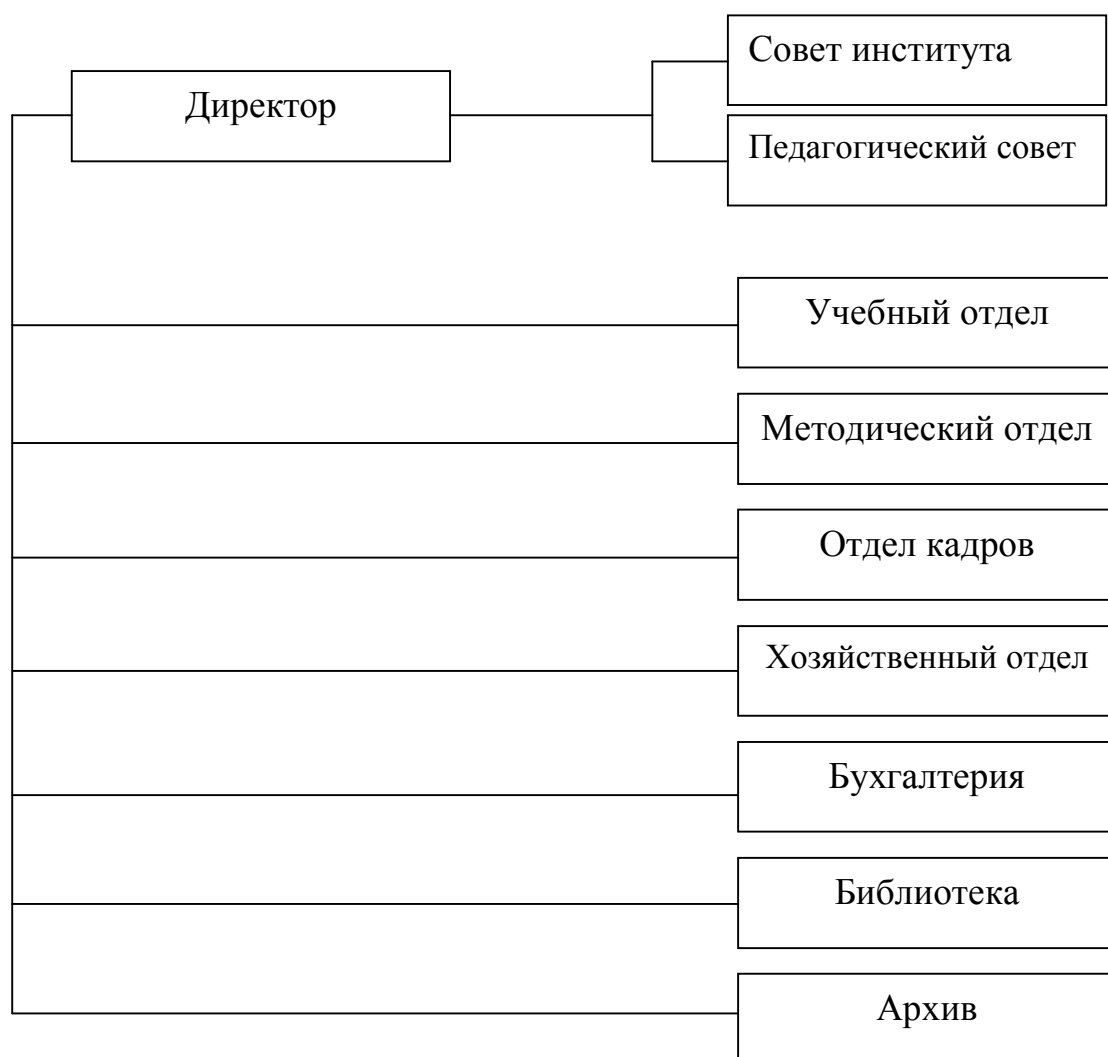 Совет института
Директор
Педагогический совет
Учебный отдел
Методический отдел
Отдел кадров
Хозяйственный отдел
Бухгалтерия
Библиотека
Архив